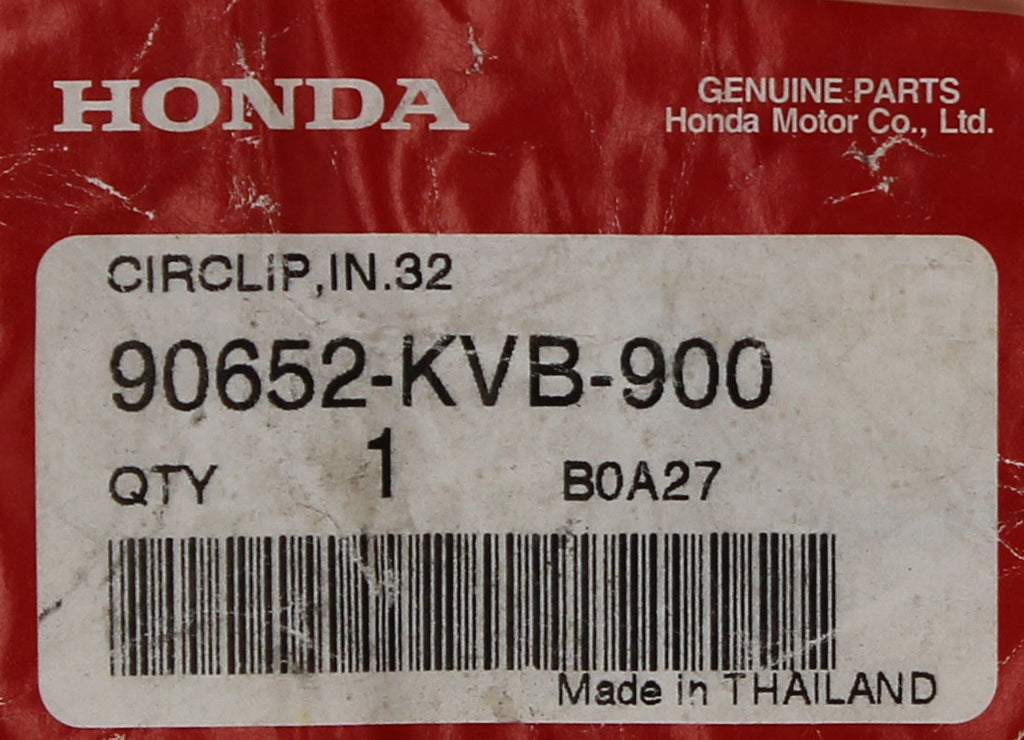 HONDA
GENUINE PARTS
Honda Motor Co., Ltd.
CIRCLIP,IN.32
90652-KVB-900
QTY 1 B0A27
Made in THAILAND